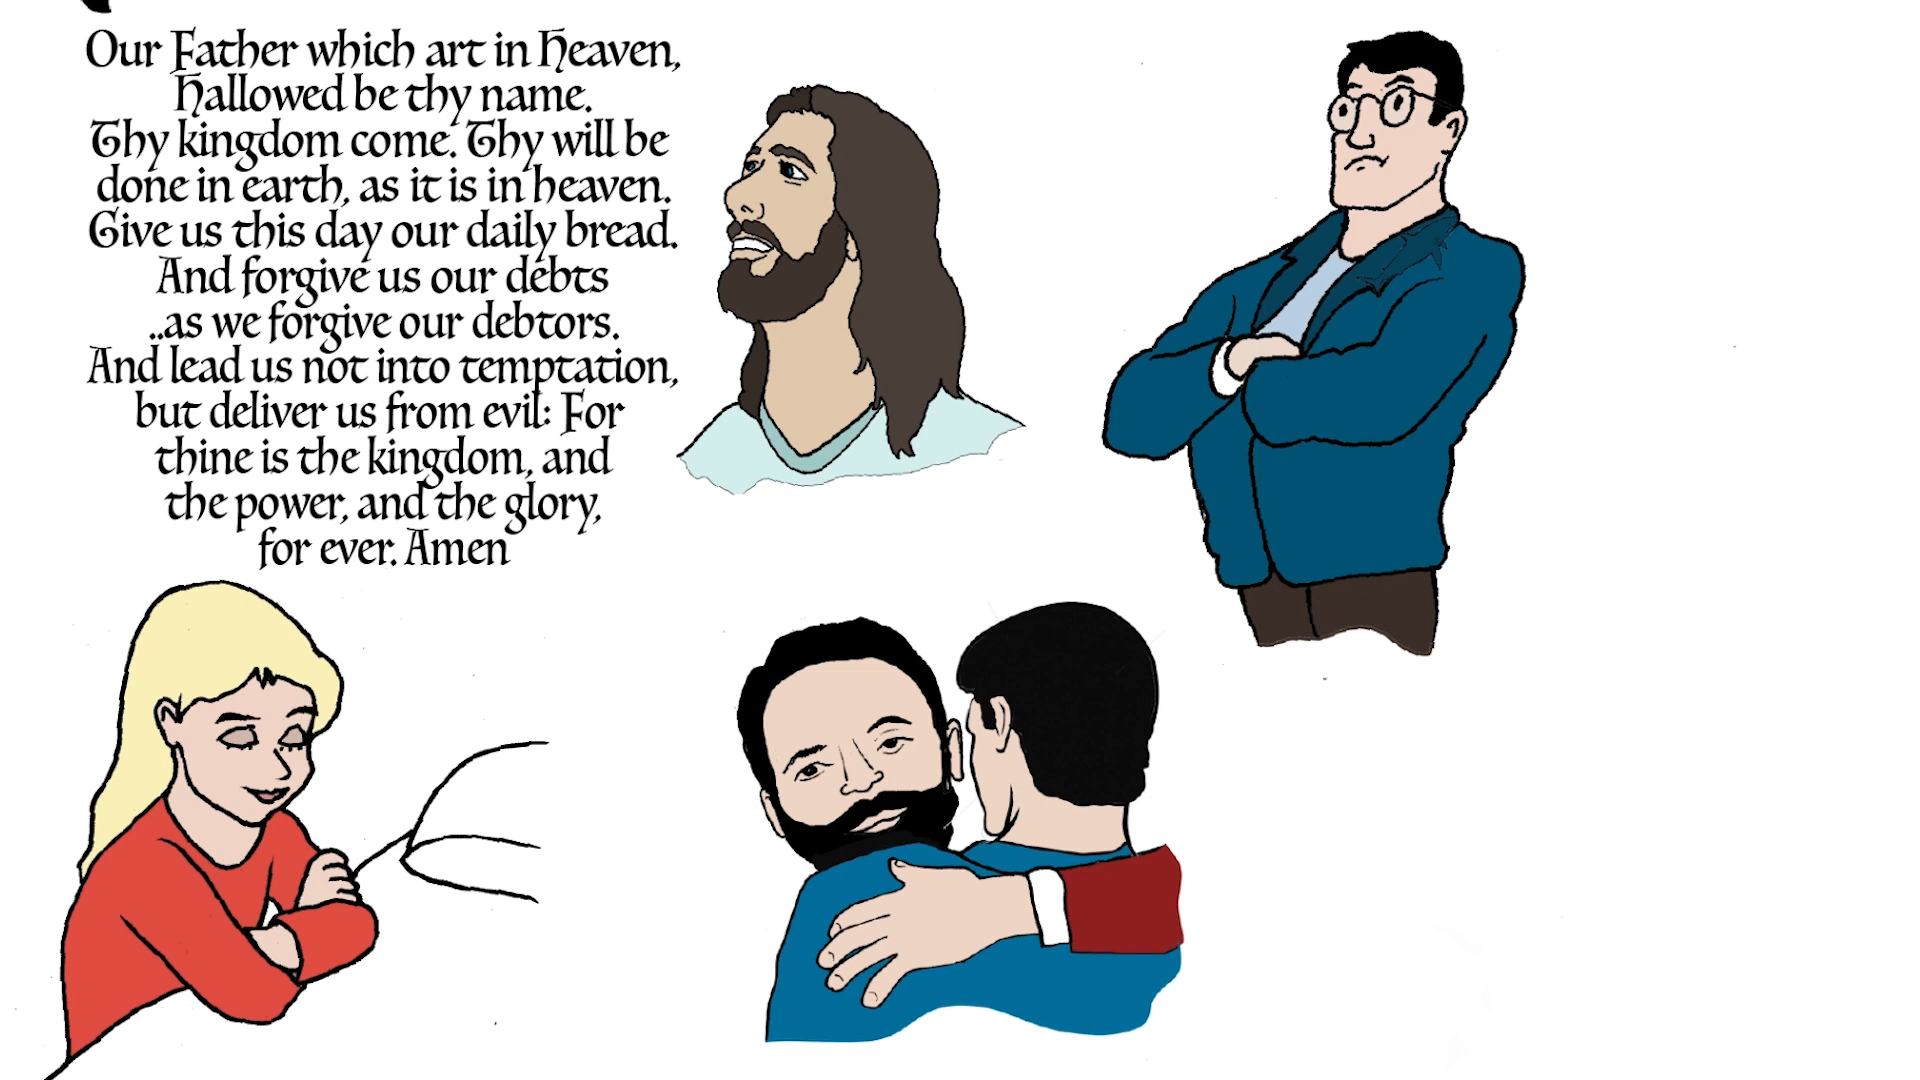 Our Father which art in Heaven,
Hallowed be thy name.
Thy kingdom come. Thy will be
done in earth, as it is in heaven.
Give us this day our daily bread.
And forgive us our debts
..as we forgive our debtors.
And lead us not into temptation,
but deliver us from evil: For
thine is the kingdom, and
the power, and the glory,
for ever. Amen